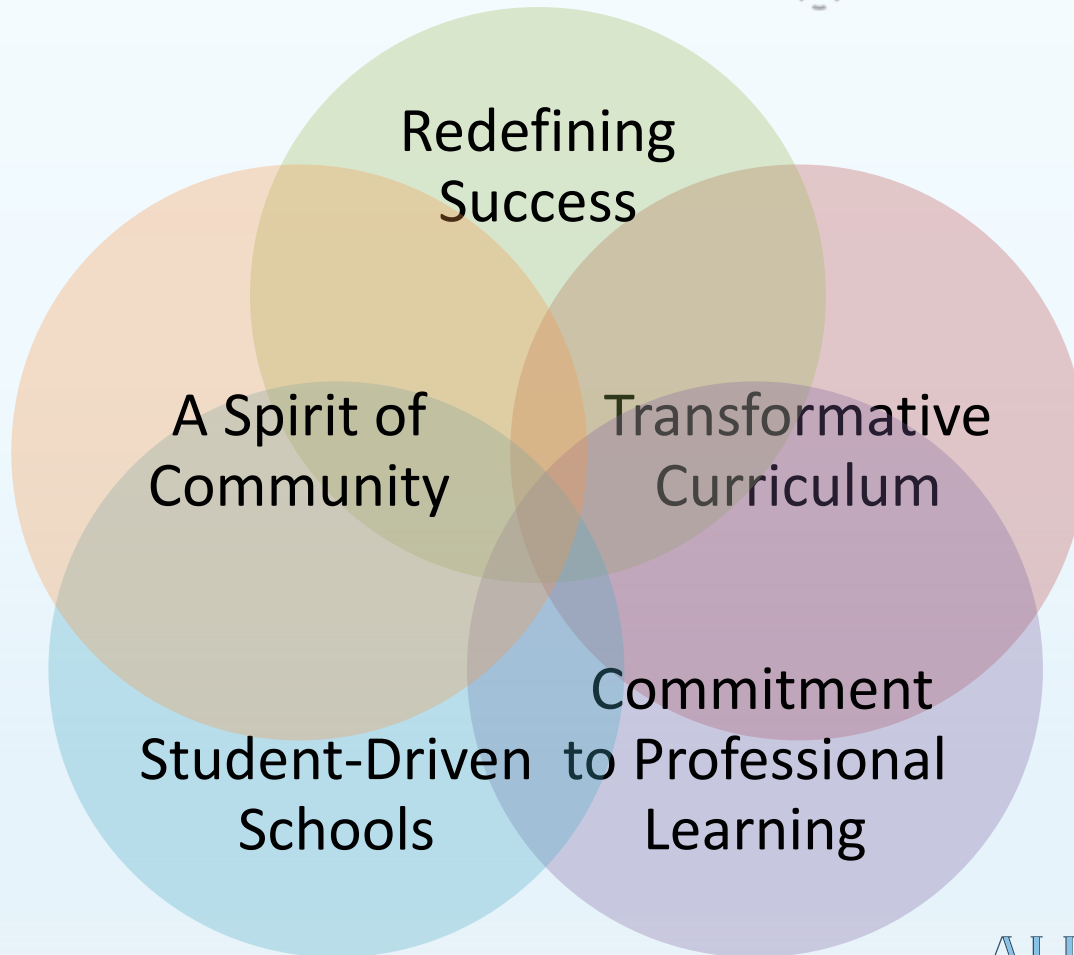 Redefining
Success
A Spirit of
Community
Transformative
Curriculum
Student-Driven
Schools
Commitment
to Professional
Learning